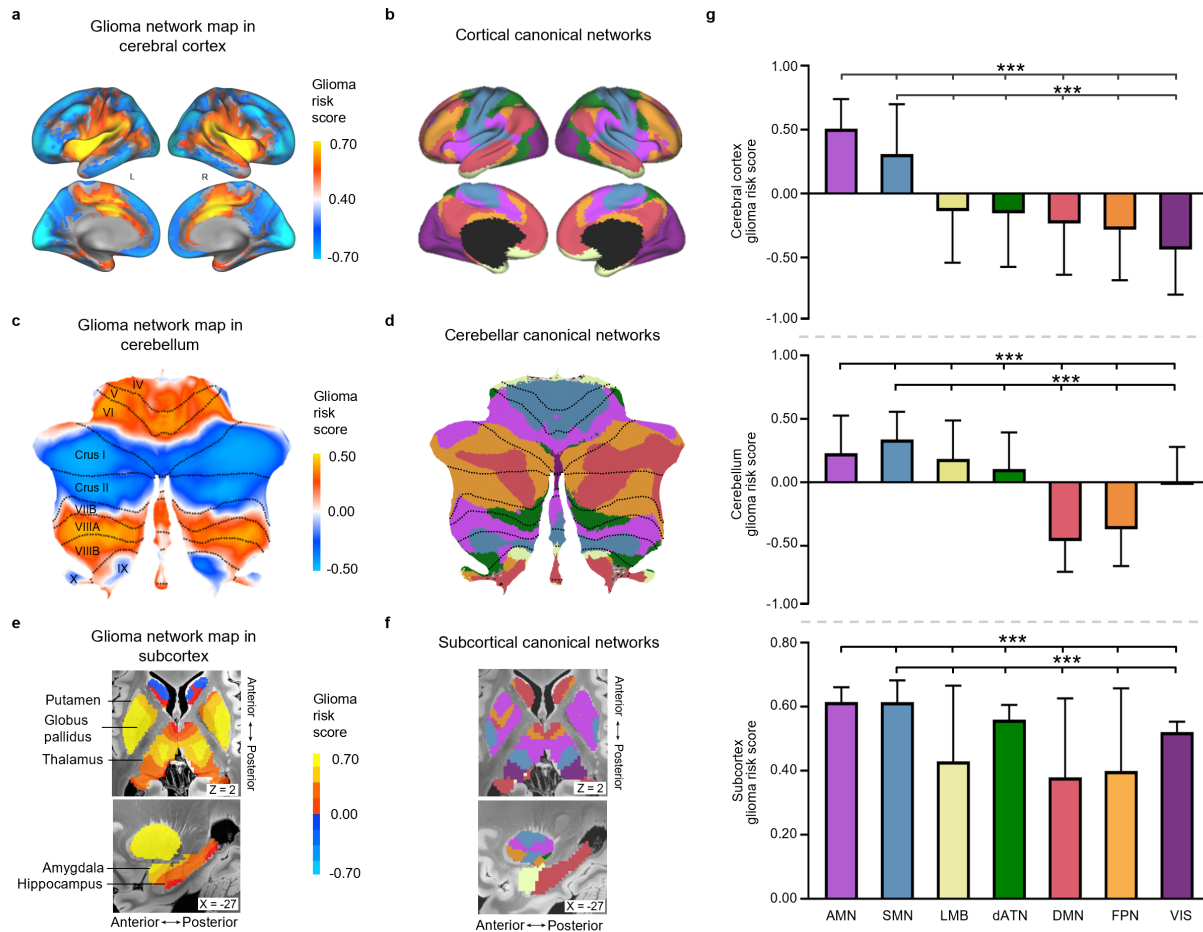 a
Glioma network map in
cerebral cortex
Glioma
risk
score
0.70
0.40
-0.70
L
R
b
Cortical canonical networks
c
Glioma network map in
cerebellum
IV
V
VI
Crus I
Crus II
VIIB
VIIIA
VIIIB
IX
X
Glioma
risk
score
0.50
0.00
-0.50
d
Cerebellar canonical networks
e
Glioma network map in
subcortex
Putamen
Globus
pallidus
Thalamus
Z = 2
Anterior ↔ Posterior
Amygdala
Hippocampus
X = -27
Anterior ↔ Posterior
Glioma
risk
score
0.70
0.00
-0.70
f
Subcortical canonical networks
Z = 2
Anterior ↔ Posterior
X = -27
Anterior ↔ Posterior
g
Cerebral cortex
glioma risk score
1.00
0.50
0.00
-0.50
-1.00
***
***
Cerebellum
glioma risk score
1.00
0.50
0.00
-0.50
-1.00
***
***
Subcortex
glioma risk score
0.80
0.60
0.40
0.20
0.00
***
***
AMN SMN LMB dATN DMN FPN VIS